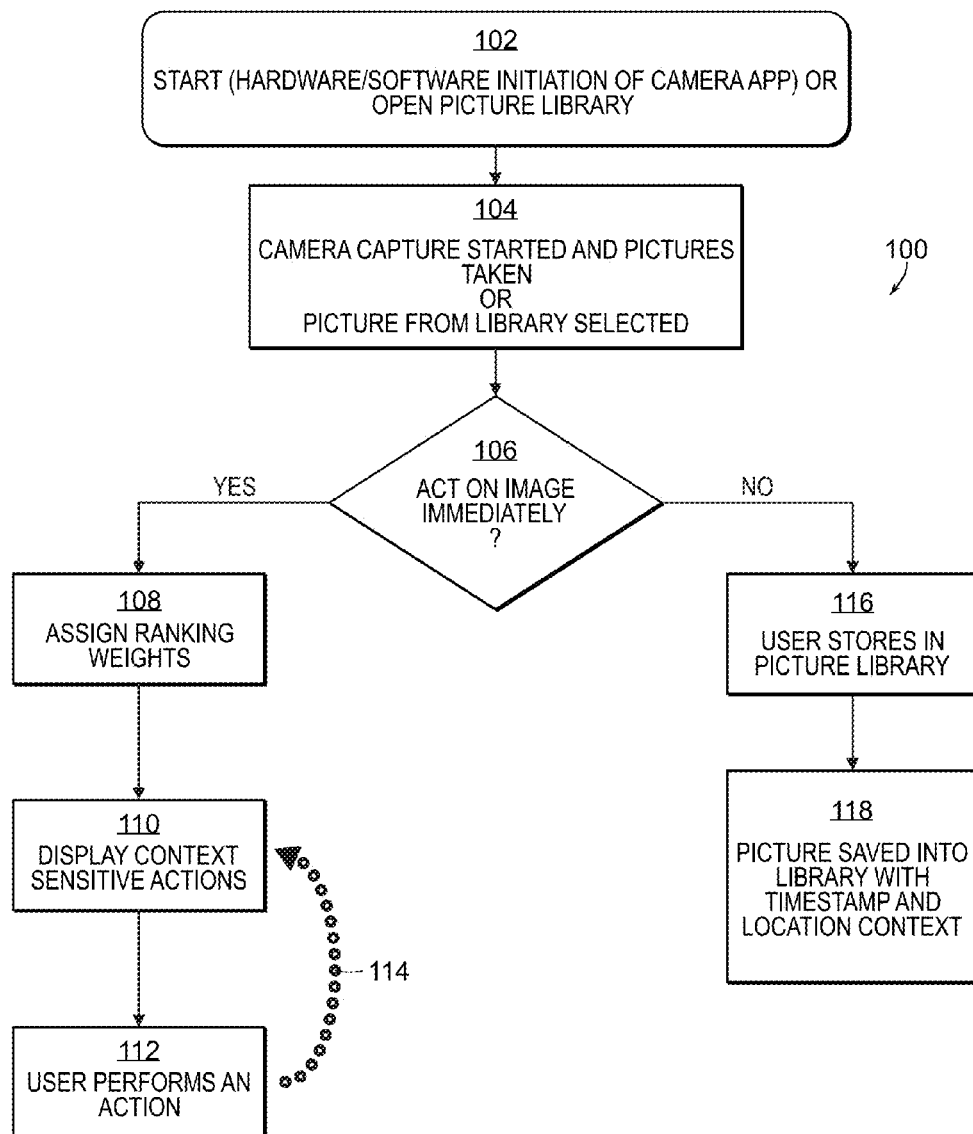 102
START (HARDWARE/SOFTWARE INITIATION OF CAMERA APP) OR
OPEN PICTURE LIBRARY
104
CAMERA CAPTURE STARTED AND PICTURES
TAKEN
OR
PICTURE FROM LIBRARY SELECTED
100
106
ACT ON IMAGE
IMMEDIATELY
?
YES
NO
108
ASSIGN RANKING
WEIGHTS
116
USER STORES IN
PICTURE LIBRARY
110
DISPLAY CONTEXT
SENSITIVE ACTIONS
118
PICTURE SAVED INTO
LIBRARY WITH
TIMESTAMP AND
LOCATION CONTEXT
114
112
USER PERFORMS AN
ACTION